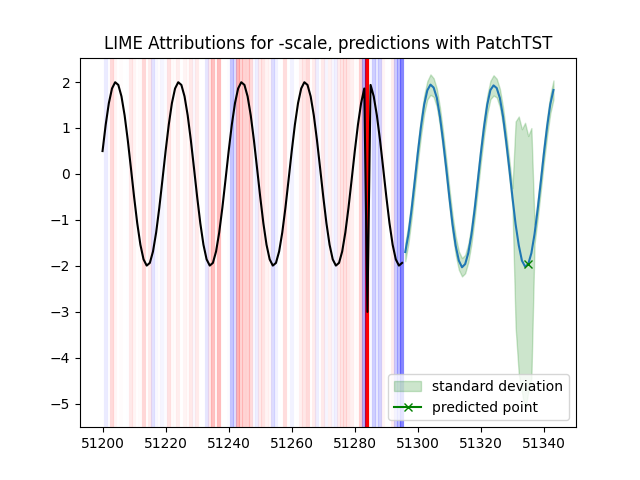 LIME Attributions for -scale, predictions with PatchTST
2
1
0
−1
−2
−3
−4
−5
standard deviation
predicted point
51200 51220 51240 51260 51280 51300 51320 51340